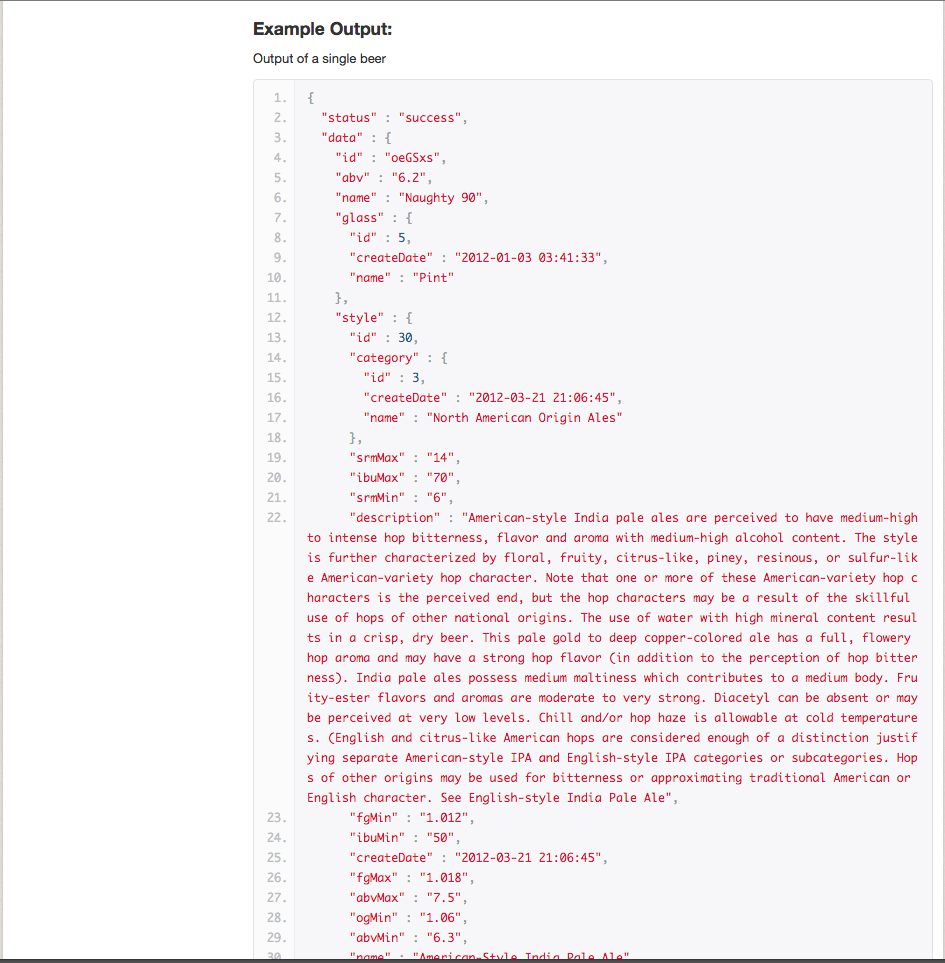 Example Output:
Output of a single beer
1. {
2.   "status" : "success",
3.   "data" : {
4.     "id" : "oeGSxs",
5.     "abv" : "6.2",
6.     "name" : "Naughty 90",
7.     "glass" : {
8.       "id" : 5,
9.       "createDate" : "2012-01-03 03:41:33",
10.       "name" : "Pint"
11.     },
12.     "style" : {
13.       "id" : 30,
14.       "category" : {
15.         "id" : 3,
16.         "createDate" : "2012-03-21 21:06:45",
17.         "name" : "North American Origin Ales"
18.       },
19.       "srmMax" : "14",
20.       "ibuMax" : "70",
21.       "srmMin" : "6",
22.       "description" : "American-style India pale ales are perceived to have medium-high
to intense hop bitterness, flavor and aroma with medium-high alcohol content. The style
is further characterized by floral, fruity, citrus-like, piney, resinous, or sulfur-lik
e American-variety hop character. Note that one or more of these American-variety hop c
haracters is the perceived end, but the hop characters may be a result of the skillful
use of hops of other national origins. The use of water with high mineral content resul
ts in a crisp, dry beer. This pale gold to deep copper-colored ale has a full, flowery
hop aroma and may have a strong hop flavor (in addition to the perception of hop bitter
ness). India pale ales possess medium maltiness which contributes to a medium body. Fru
ity-ester flavors and aromas are moderate to very strong. Diacetyl can be absent or may
be perceived at very low levels. Chill and/or hop haze is allowable at cold temperature
s. (English and citrus-like American hops are considered enough of a distinction justif
ying separate American-style IPA and English-style IPA categories or subcategories. Hop
s of other origins may be used for bitterness or approximating traditional American or
English character. See English-style India Pale Ale",
23.       "fgMin" : "1.012",
24.       "ibuMin" : "50",
25.       "createDate" : "2012-03-21 21:06:45",
26.       "fgMax" : "1.018",
27.       "abvMax" : "7.5",
28.       "ogMin" : "1.06",
29.       "abvMin" : "6.3",
30.       "name" : "American-Style India Pale Ale"